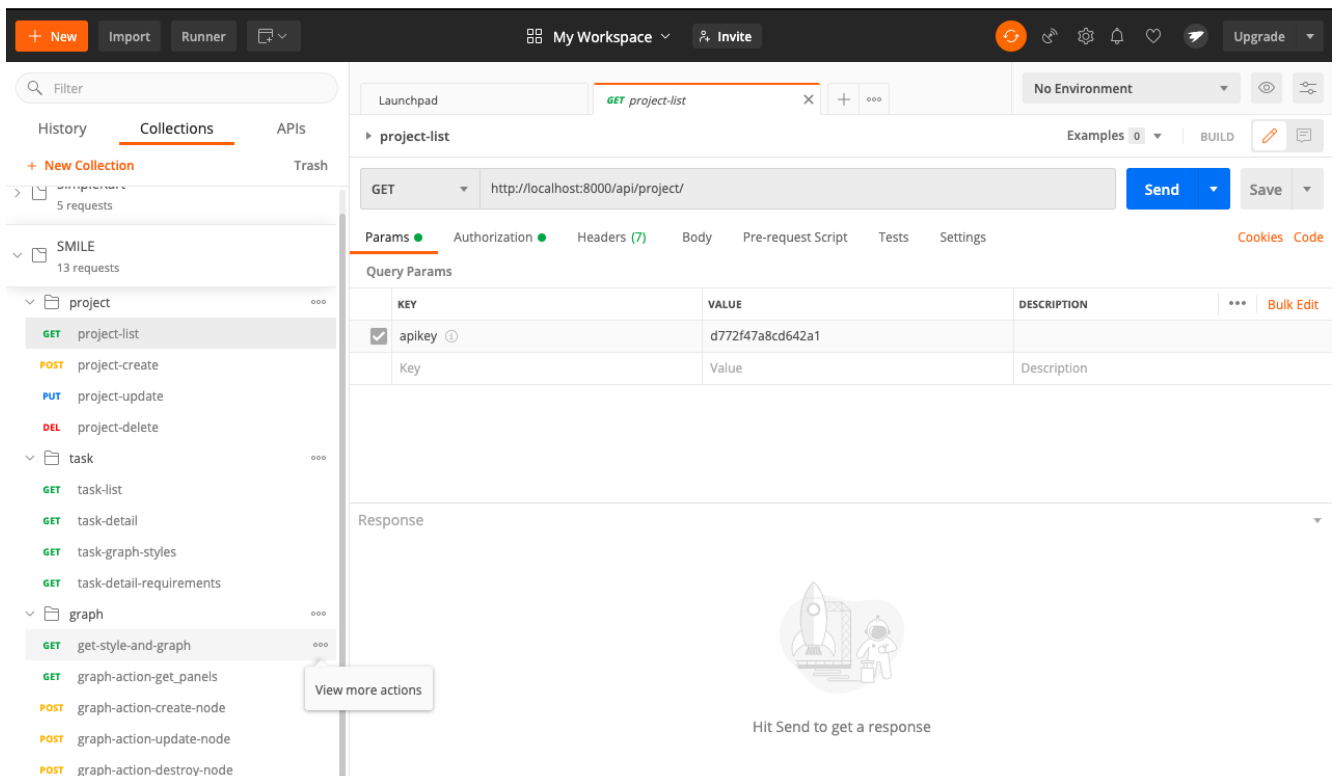 + New Import Runner My Workspace Invite Upgrade
Filter
History Collections APIs
+ New Collection Trash
SimpleKart
5 requests
SMILE
13 requests
project
GET project-list
POST project-create
PUT project-update
DEL project-delete
task
GET task-list
GET task-detail
GET task-graph-styles
GET task-detail-requirements
graph
GET get-style-and-graph
GET graph-action-get_panels
POST graph-action-create-node
POST graph-action-update-node
POST graph-action-destroy-node
View more actions
Launchpad GET project-list No Environment
project-list Examples 0 BUILD
GET http://localhost:8000/api/project/ Send Save
Params Authorization Headers (7) Body Pre-request Script Tests Settings Cookies Code
Query Params
KEY VALUE DESCRIPTION Bulk Edit
apikey d772f47a8cd642a1
Key Value Description
Response
Hit Send to get a response